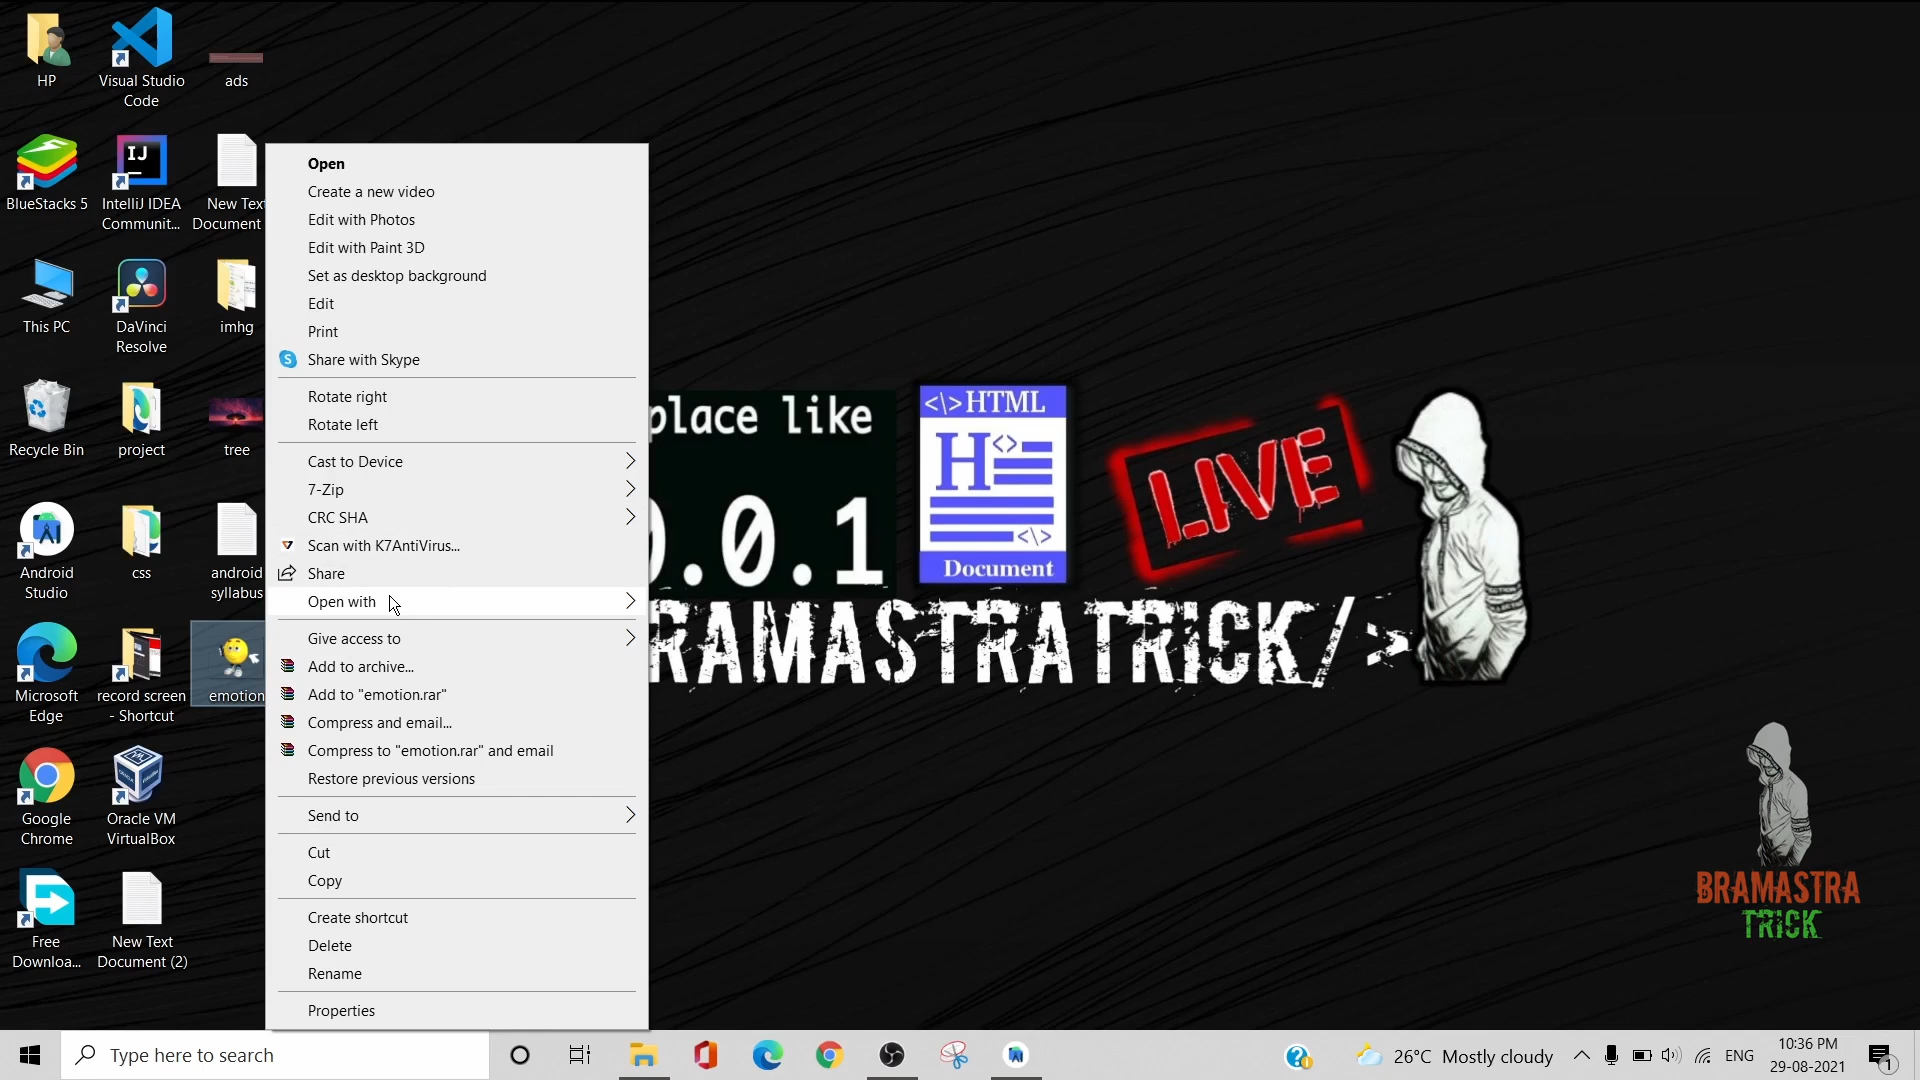 HP
Visual Studio
Code
ads
BlueStacks 5
IntelliJ IDEA
Communit...
New Text
Document
This PC
DaVinci
Resolve
imhg
Recycle Bin
project
tree
Android
Studio
css
android
syllabus
Microsoft
Edge
record screen
- Shortcut
emotion
Google
Chrome
Oracle VM
VirtualBox
Free
Downloa...
New Text
Document (2)
Open
Create a new video
Edit with Photos
Edit with Paint 3D
Set as desktop background
Edit
Print
Share with Skype
Rotate right
Rotate left
Cast to Device
7-Zip
CRC SHA
Scan with K7AntiVirus...
Share
Open with
Give access to
Add to archive...
Add to "emotion.rar"
Compress and email...
Compress to "emotion.rar" and email
Restore previous versions
Send to
Cut
Copy
Create shortcut
Delete
Rename
Properties
place like
0.0.1
<\>HTML
H<>
<\>
Document
LIVE
RAMASTRATRICK/>
BRAMASTRA
TRICK
Type here to search
26°C Mostly cloudy
ENG
10:36 PM
29-08-2021
1